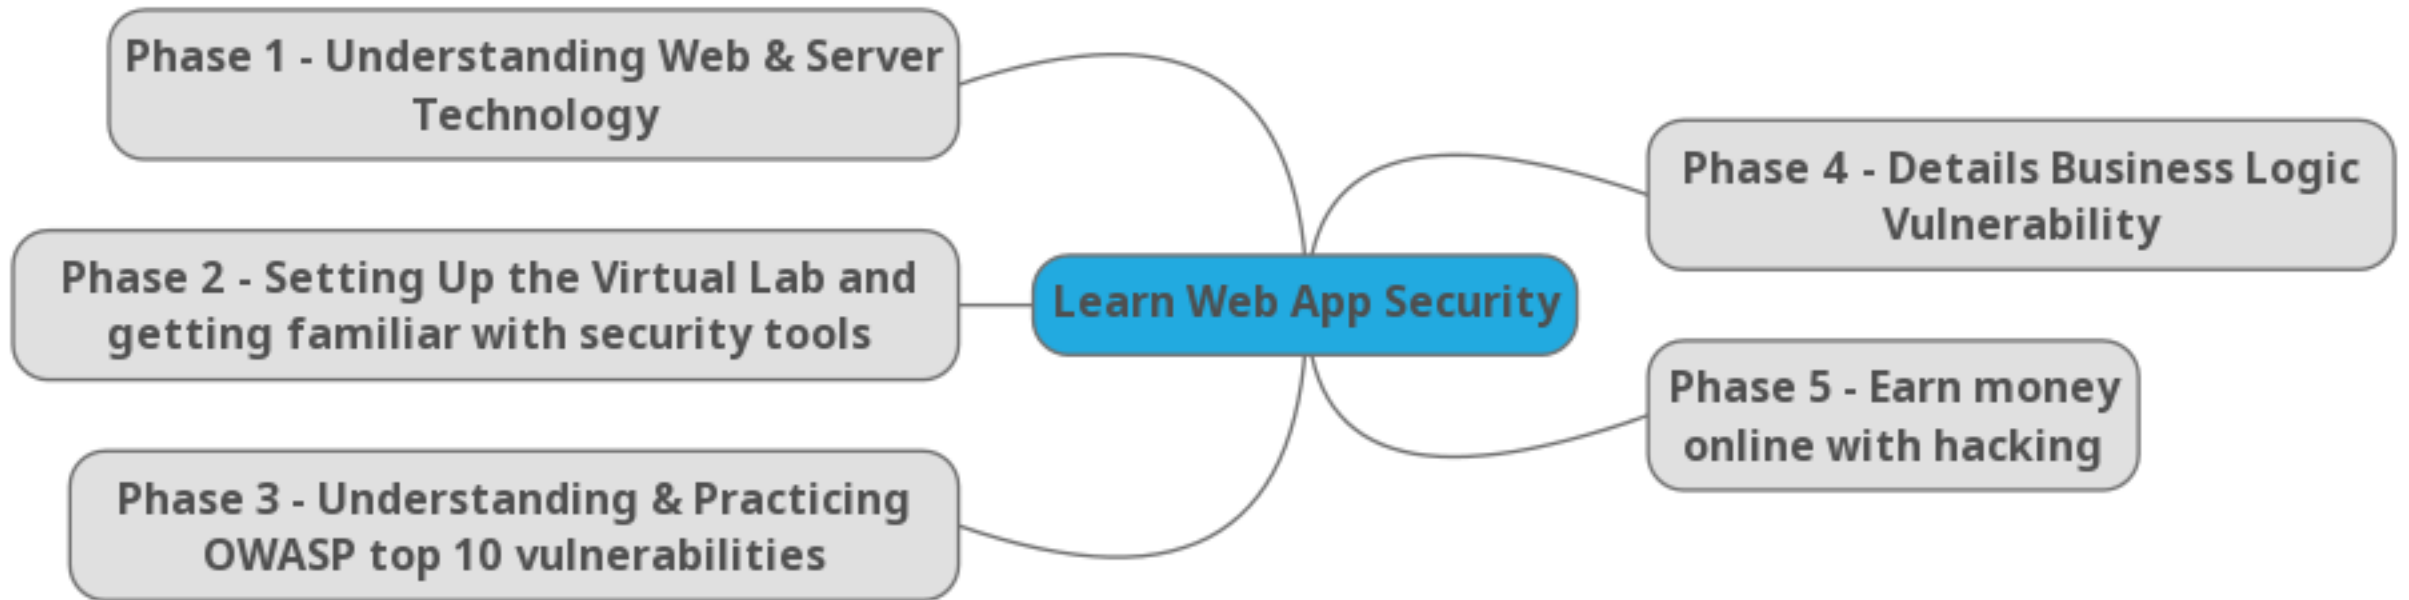 Phase 1 - Understanding Web & Server
Technology
Phase 2 - Setting Up the Virtual Lab and
getting familiar with security tools
Phase 3 - Understanding & Practicing
OWASP top 10 vulnerabilities
Learn Web App Security
Phase 4 - Details Business Logic
Vulnerability
Phase 5 - Earn money
online with hacking